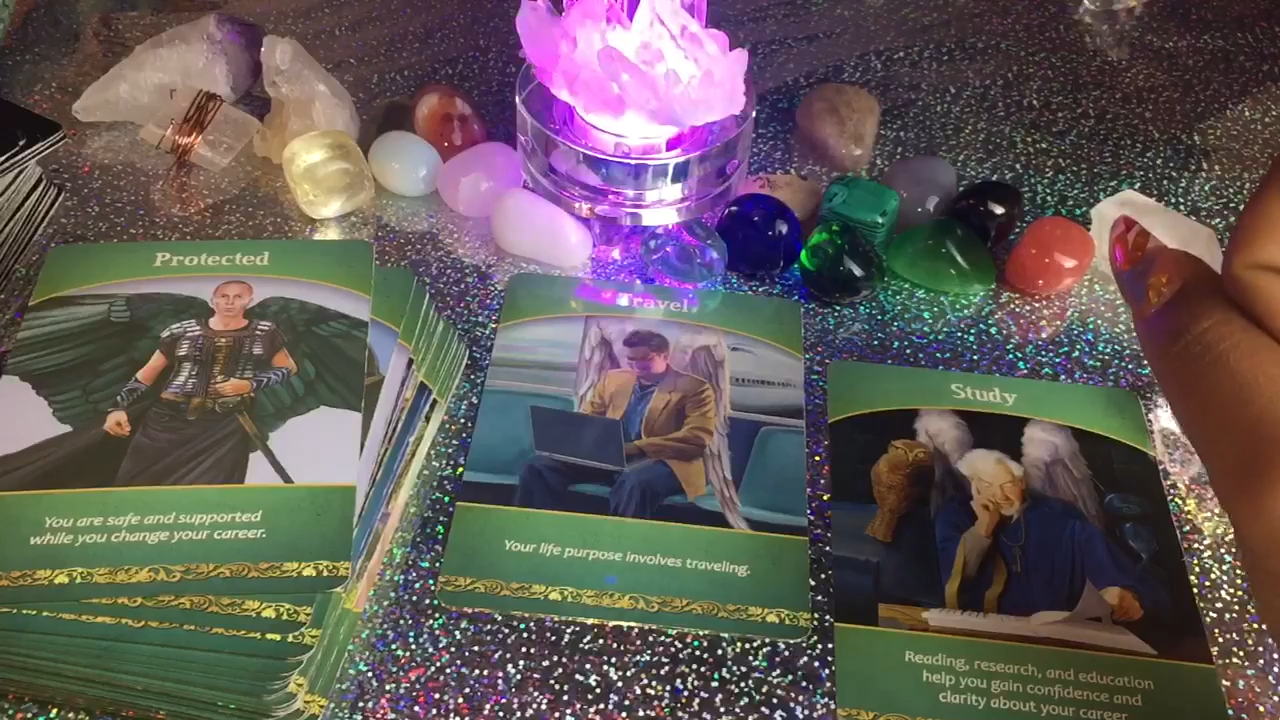 Protected
You are safe and supported
while you change your career.
Travel
Your life purpose involves traveling.
Study
Reading, research, and education
help you gain confidence and
clarity about your career